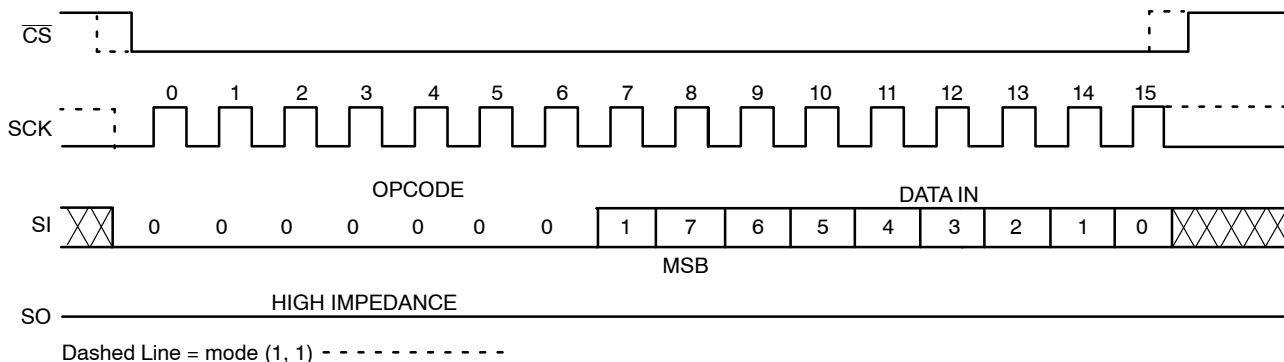 CS
0 1 2 3 4 5 6 7 8 9 10 11 12 13 14 15
SCK
OPCODE DATA IN
SI 0 0 0 0 0 0 0 1 7 6 5 4 3 2 1 0
MSB
HIGH IMPEDANCE
SO
Dashed Line = mode (1, 1)